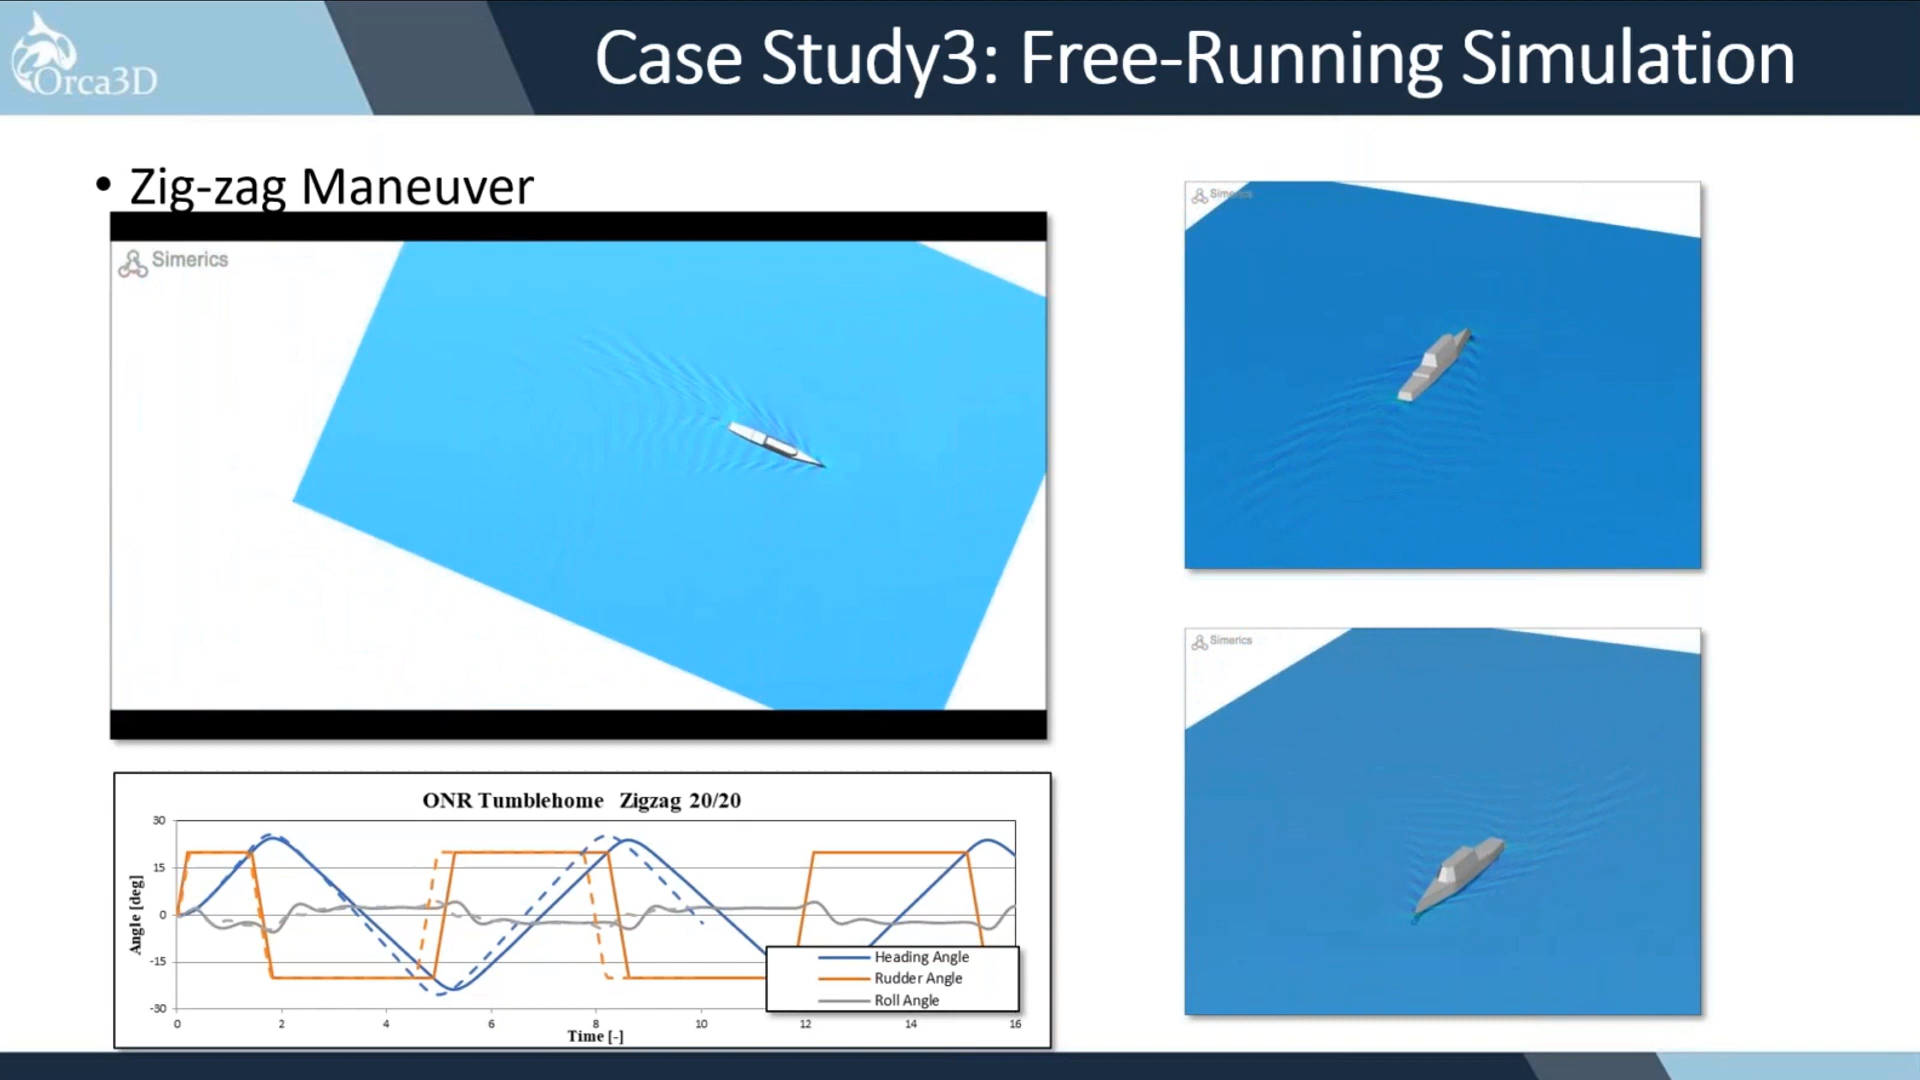 Orca3D
Case Study3: Free-Running Simulation
• Zig-zag Maneuver
Simerics
Simerics
Simerics
ONR Tumblehome Zigzag 20/20
Angle [deg]
30
15
0
-15
-30
0 2 4 6 8 10 12 14 16
Time [-]
Heading Angle
Rudder Angle
Roll Angle